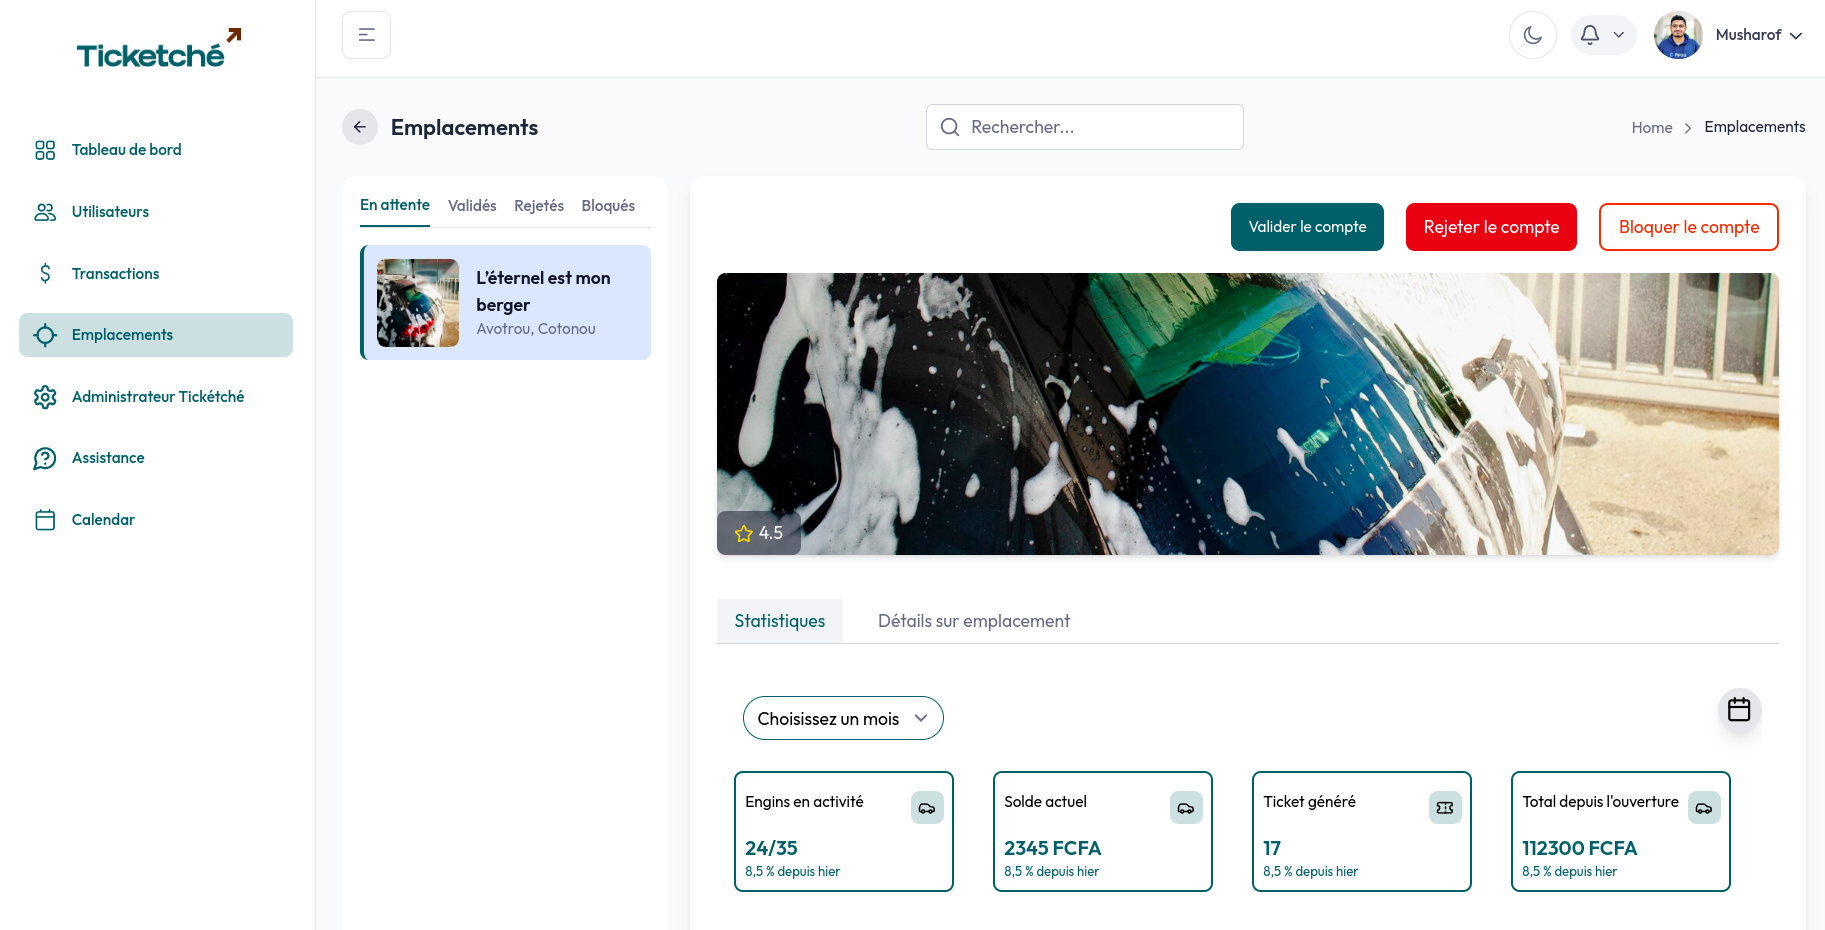 Ticketché
Musharof
Tableau de bord
Utilisateurs
Transactions
Emplacements
Administrateur Tickétché
Assistance
Calendar
Emplacements
Rechercher...
Home > Emplacements
En attente Validés Rejetés Bloqués
L'éternel est mon
berger
Avotrou, Cotonou
Valider le compte Rejeter le compte Bloquer le compte
4.5
Statistiques Détails sur emplacement
Choisissez un mois
Engins en activité
24/35
8,5 % depuis hier
Solde actuel
2345 FCFA
8,5 % depuis hier
Ticket généré
17
8,5 % depuis hier
Total depuis l'ouverture
112300 FCFA
8,5 % depuis hier